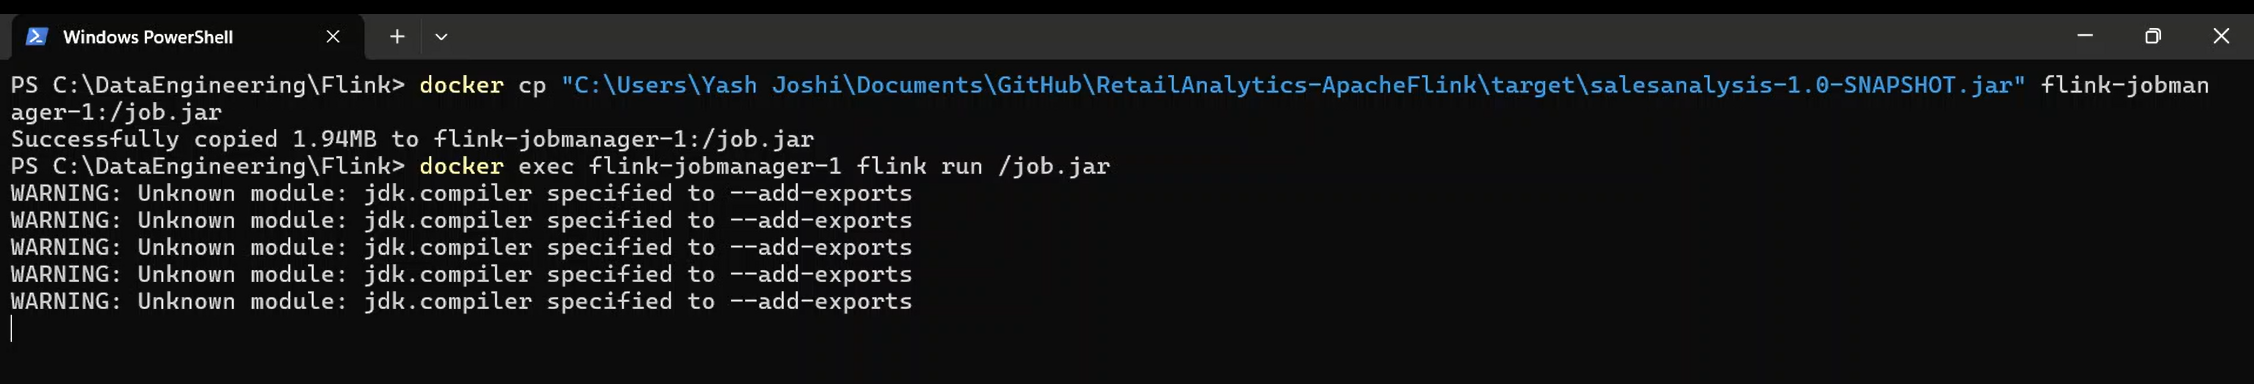 Windows PowerShell
PS C:\DataEngineering\Flink> docker cp "C:\Users\Yash Joshi\Documents\GitHub\RetailAnalytics-ApacheFlink\target\salesanalysis-1.0-SNAPSHOT.jar" flink-jobman
ager-1:/job.jar
Successfully copied 1.94MB to flink-jobmanager-1:/job.jar
PS C:\DataEngineering\Flink> docker exec flink-jobmanager-1 flink run /job.jar
WARNING: Unknown module: jdk.compiler specified to --add-exports
WARNING: Unknown module: jdk.compiler specified to --add-exports
WARNING: Unknown module: jdk.compiler specified to --add-exports
WARNING: Unknown module: jdk.compiler specified to --add-exports
WARNING: Unknown module: jdk.compiler specified to --add-exports